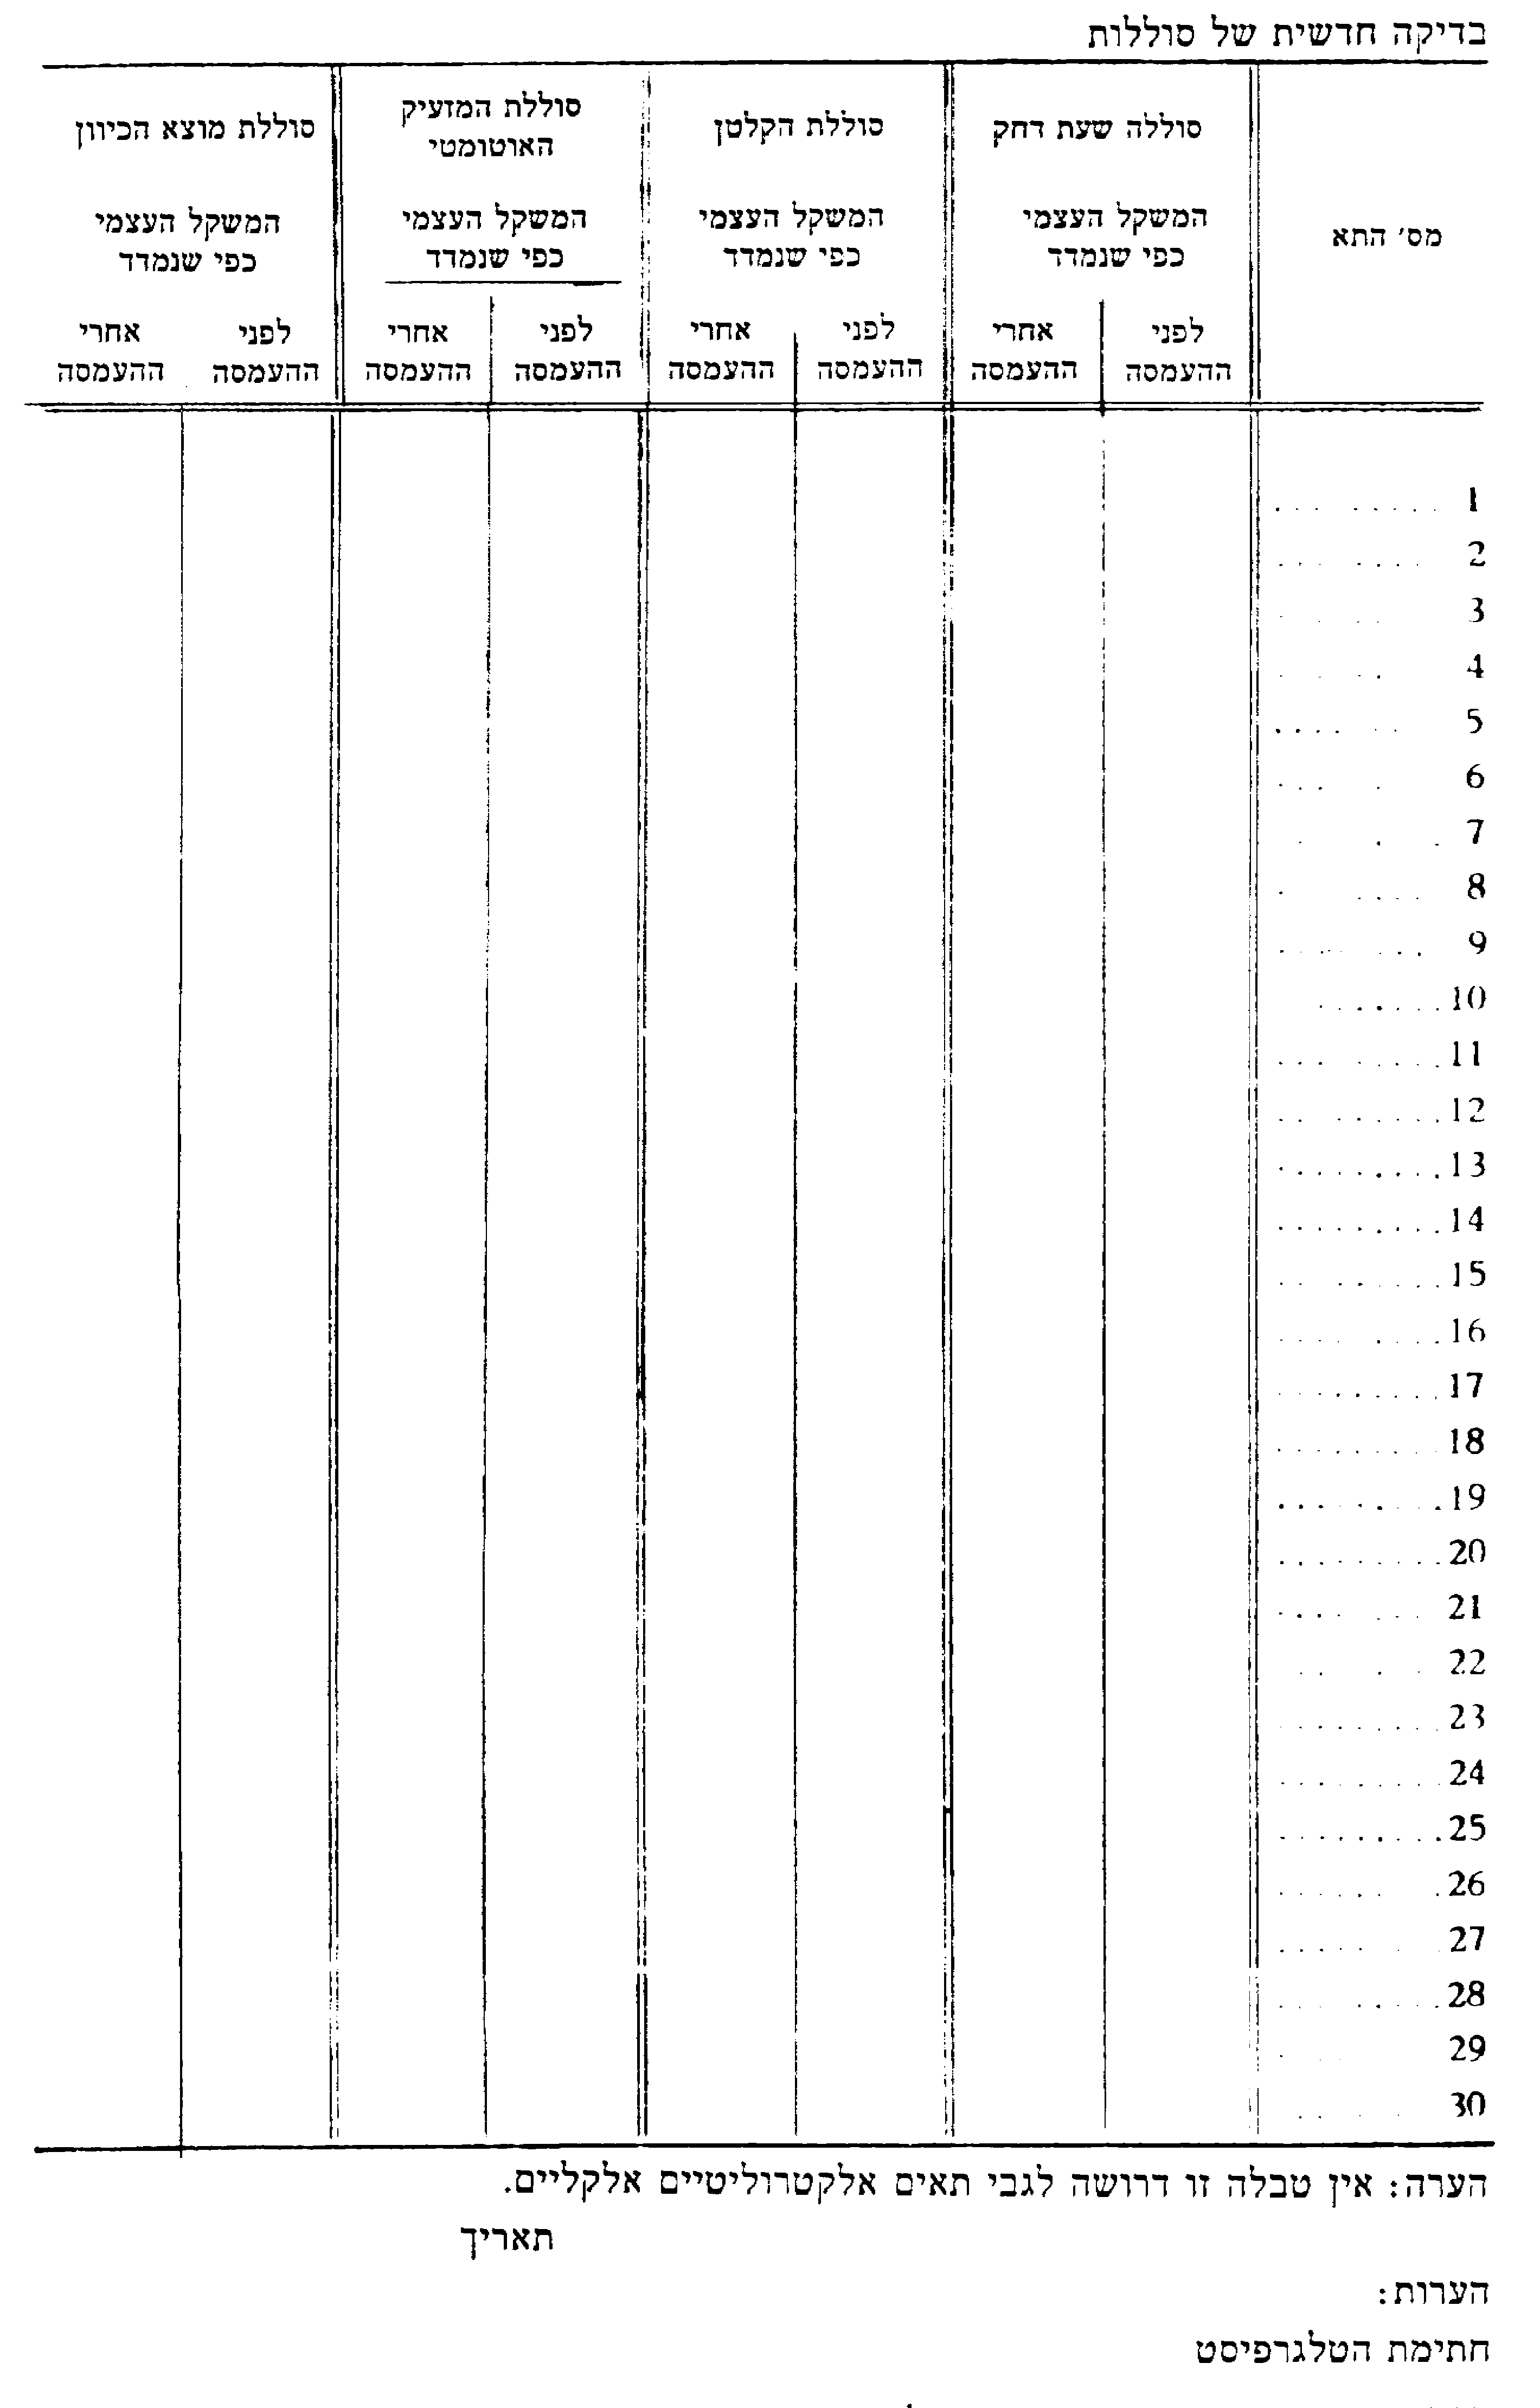 בדיקה חדשית של סוללות
מס׳ התא
סוללה שעת דחק
סוללת הקלטן
סוללת המזעיק
האוטומטי
סוללת מוצא הכיוון
המשקל העצמי
כפי שנמדד
המשקל העצמי
כפי שנמדד
המשקל העצמי
כפי שנמדד
המשקל העצמי
כפי שנמדד
לפני
ההעמסה
אחרי
ההעמסה
לפני
ההעמסה
אחרי
ההעמסה
לפני
ההעמסה
אחרי
ההעמסה
לפני
ההעמסה
אחרי
ההעמסה
1
2
3
4
5
6
7
8
9
10
11
12
13
14
15
16
17
18
19
20
21
22
23
24
25
26
27
28
29
30
הערה: אין טבלה זו דרושה לגבי תאים אלקטרוליטיים אלקליים.
תאריך
הערות:
חתימת הטלגרפיסט